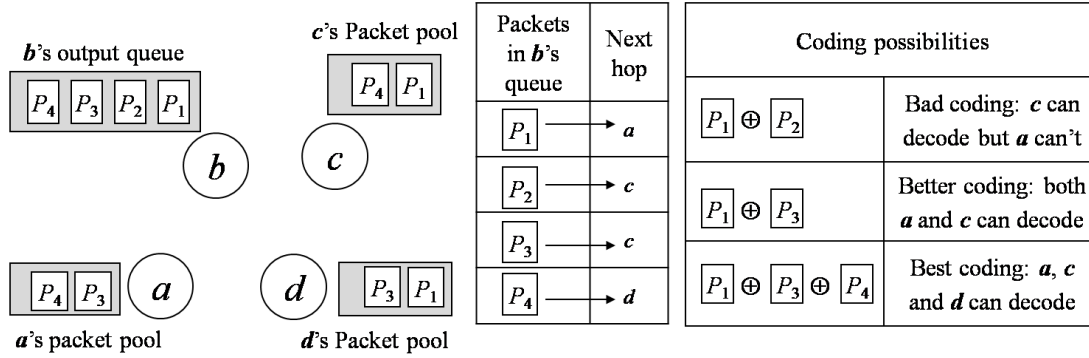 b's output queue
P4 P3 P2 P1
b
c's Packet pool
P4 P1
c
P4 P3
a
a's packet pool
d
P3 P1
d's Packet Pool
Packets in b's queue
Next hop
P1 a
P2 c
P3 c
P4 d
Coding possibilities
P1 ⊕ P2
Bad coding: c can
decode but a can't
P1 ⊕ P3
Better coding: both
a and c can decode
P1 ⊕ P3 ⊕ P4
Best coding: a, c
and d can decode